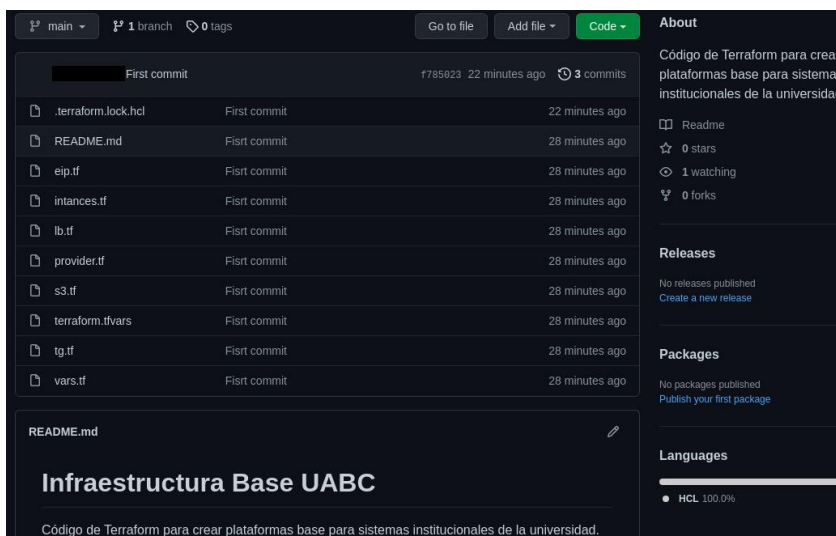 main 1 branch 0 tags Go to file Add file Code
First commit f785023 22 minutes ago 3 commits
.terraform.lock.hcl First commit 22 minutes ago
README.md Fisrt commit 28 minutes ago
eip.tf Fisrt commit 28 minutes ago
intances.tf Fisrt commit 28 minutes ago
lb.tf Fisrt commit 28 minutes ago
provider.tf Fisrt commit 28 minutes ago
s3.tf Fisrt commit 28 minutes ago
terraform.tfvars Fisrt commit 28 minutes ago
tg.tf Fisrt commit 28 minutes ago
vars.tf Fisrt commit 28 minutes ago
README.md
Infraestructura Base UABC
Código de Terraform para crear plataformas base para sistemas institucionales de la universidad.
About
Código de Terraform para crear
plataformas base para sistema
institucionales de la universidad
Readme
0 stars
1 watching
0 forks
Releases
No releases published
Create a new release
Packages
No packages published
Publish your first package
Languages
HCL 100.0%